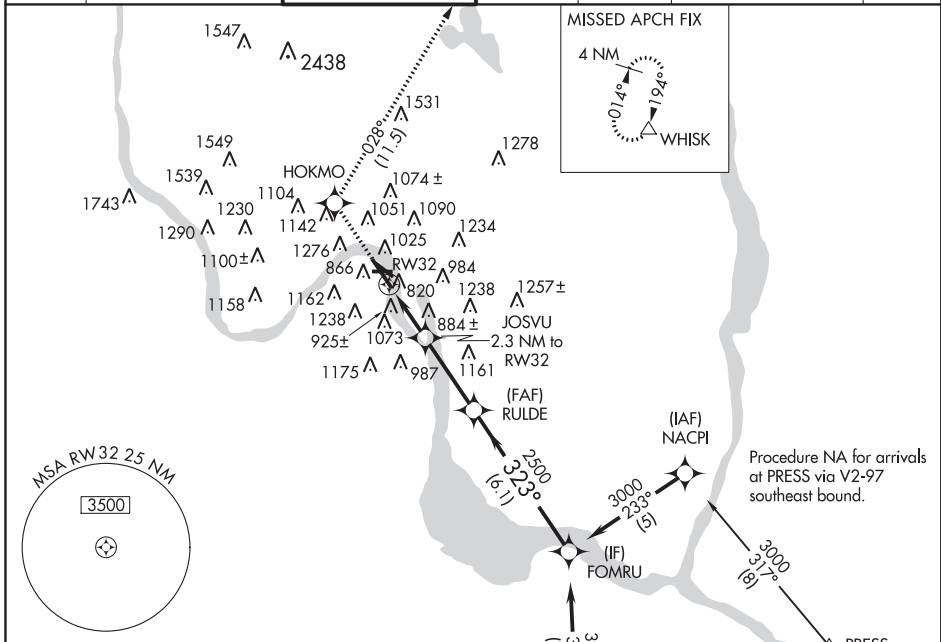 MISSED APCH FIX
4 NM
014°
194°
WHISK
1547
2438
1531
028°
(11.5)
1278
1549
HOKMO
1539
1074 ±
1743
1104
1230
1142
1051
1090
1290
1276
1025
1234
1100±
866
RW32
984
1158
1162
820
1238
1257±
1238
884 ±
JOSVU
2.3 NM to
RW32
925±
1073
1161
1175
987
(FAF)
RULDE
(IAF)
NACPI
MSA RW32 25 NM
3500
2500
323°
(6.1)
3000
233°
(5)
Procedure NA for arrivals
at PRESS via V2-97
southeast bound.
(IF)
FOMRU
3000
317°
(8)
PRESS